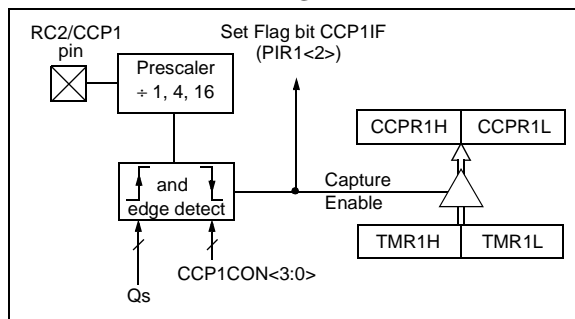 RC2/CCP1
pin
Prescaler
÷ 1, 4, 16
Set Flag bit CCP1IF
(PIR1<2>)
CCPR1H
CCPR1L
and
edge detect
Capture
Enable
TMR1H
TMR1L
CCP1CON<3:0>
Qs